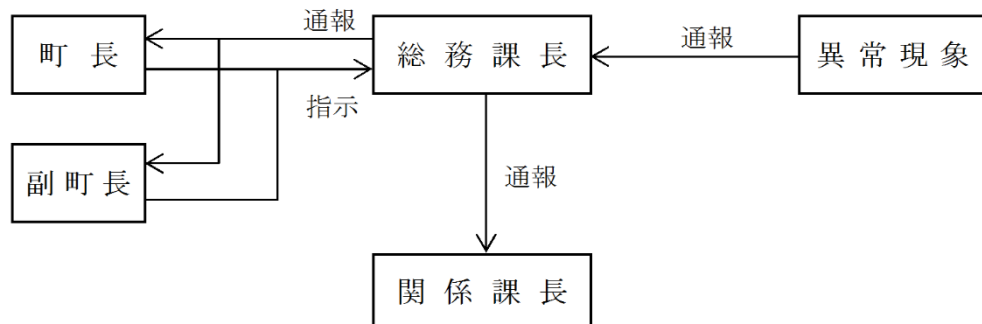 通報
町長
総務課長
通報
異常現象
指示
副町長
通報
関係課長